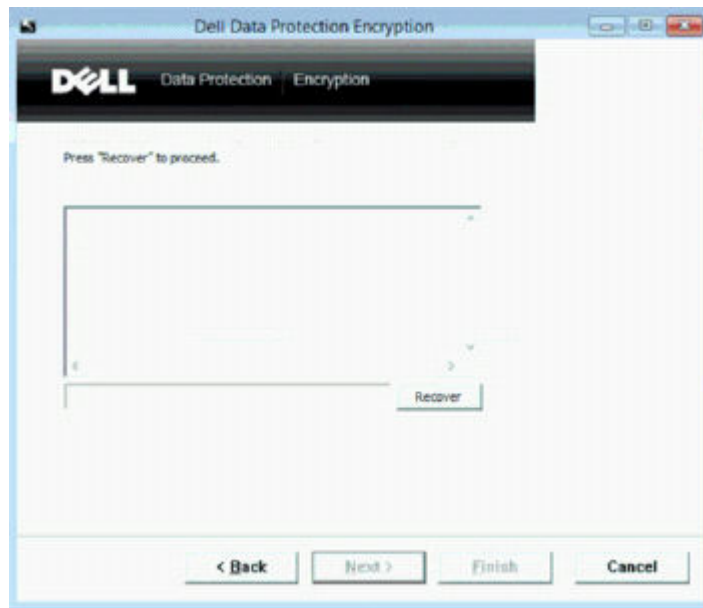 Dell Data Protection Encryption
DELL Data Protection | Encryption
Press "Recover" to proceed.
Recover
< Back Next > Finish Cancel